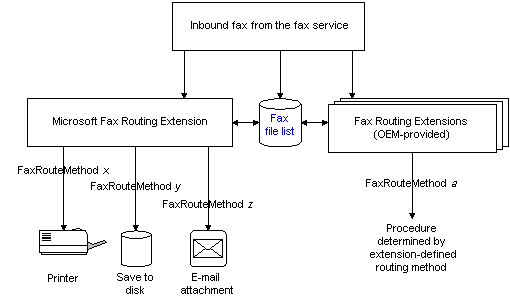 Inbound fax from the fax service
Microsoft Fax Routing Extension
Fax
file list
Fax Routing Extensions
(OEM-provided)
FaxRouteMethod x
FaxRouteMethod y
FaxRouteMethod z
FaxRouteMethod a
Printer
Save to
disk
E-mail
attachment
Procedure
determined by
extension-defined
routing method